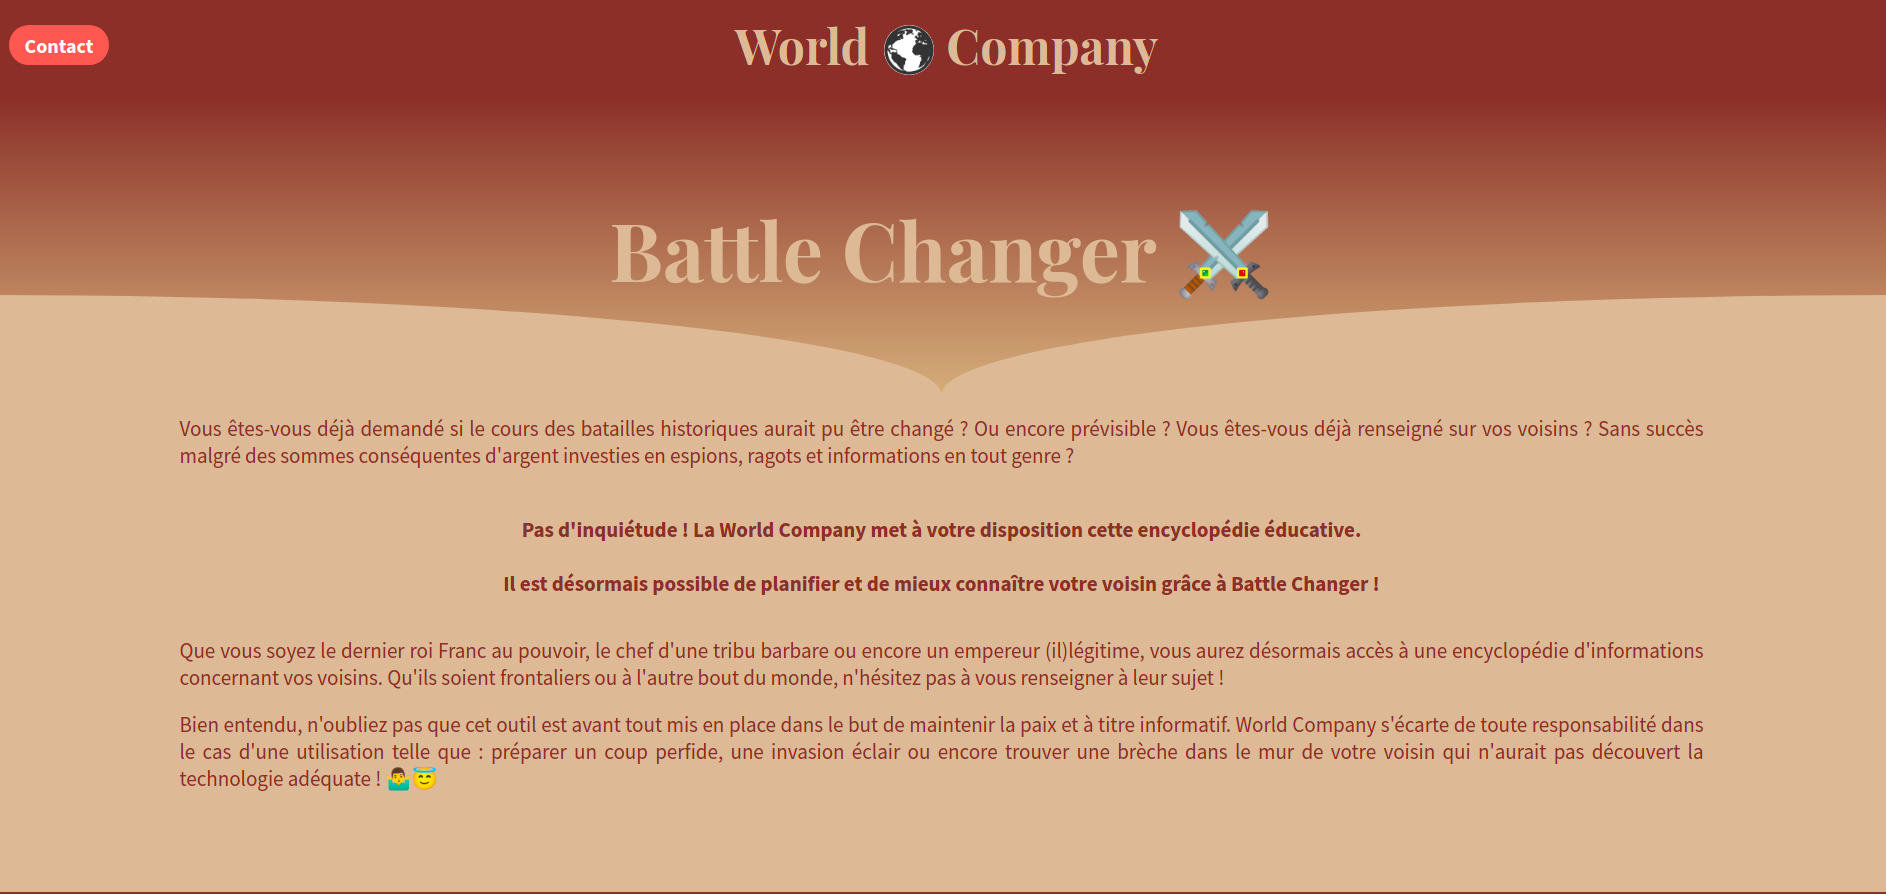 Contact
World Company
Battle Changer
Vous êtes-vous déjà demandé si le cours des batailles historiques aurait pu être changé ? Ou encore prévisible ? Vous êtes-vous déjà renseigné sur vos voisins ? Sans succès
malgré des sommes conséquentes d'argent investies en espions, ragots et informations en tout genre ?
Pas d'inquiétude ! La World Company met à votre disposition cette encyclopédie éducative.
Il est désormais possible de planifier et de mieux connaître votre voisin grâce à Battle Changer !
Que vous soyez le dernier roi Franc au pouvoir, le chef d'une tribu barbare ou encore un empereur (il)légitime, vous aurez désormais accès à une encyclopédie d'informations
concernant vos voisins. Qu'ils soient frontaliers ou à l'autre bout du monde, n'hésitez pas à vous renseigner à leur sujet !
Bien entendu, n'oubliez pas que cet outil est avant tout mis en place dans le but de maintenir la paix et à titre informatif. World Company s'écarte de toute responsabilité dans
le cas d'une utilisation telle que : préparer un coup perfide, une invasion éclair ou encore trouver une brèche dans le mur de votre voisin qui n'aurait pas découvert la
technologie adéquate ! 🤷‍♂️😇